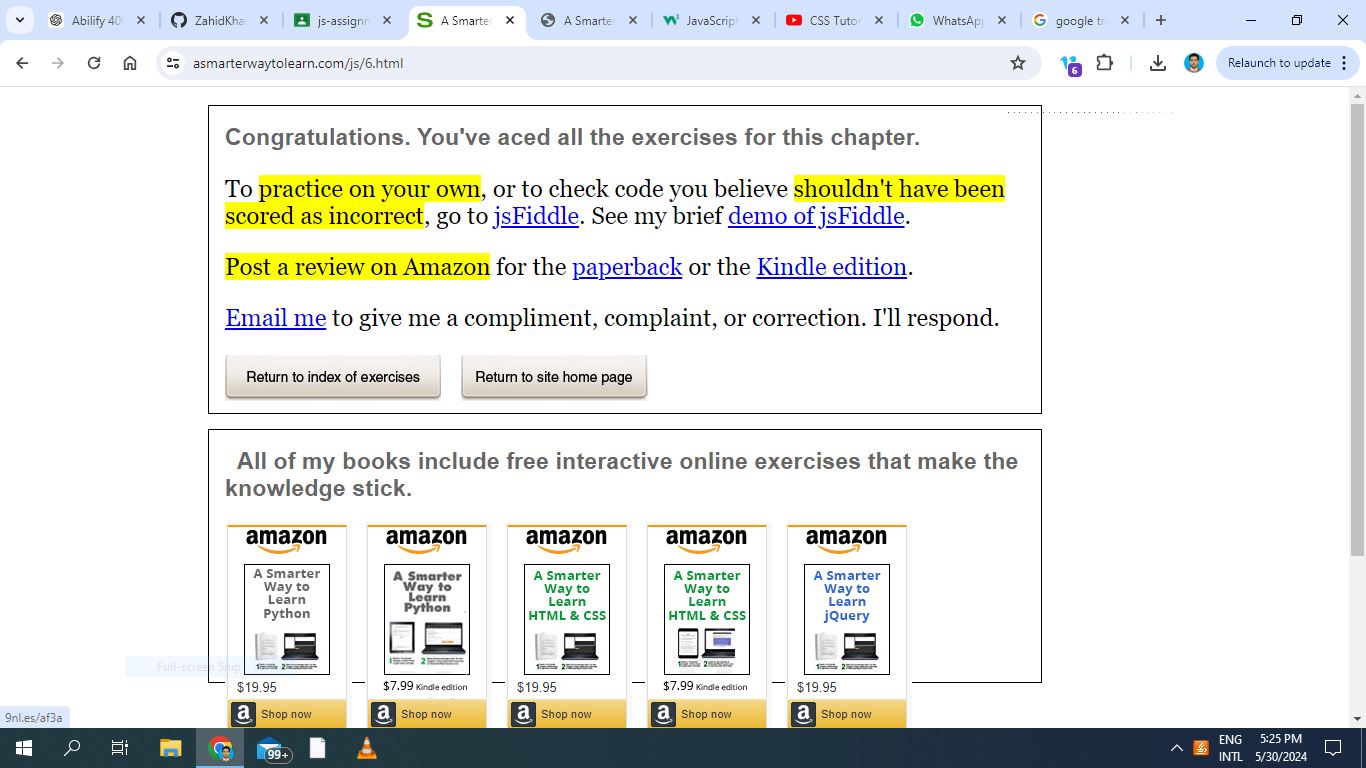 Abilify 40
ZahidKha
js-assignm
A Smarter
A Smarter
JavaScript
CSS Tutor
WhatsApp
google tra
asmarterwaytolearn.com/js/6.html
6
Relaunch to update
Congratulations. You've aced all the exercises for this chapter.
To practice on your own, or to check code you believe shouldn't have been
scored as incorrect, go to jsFiddle. See my brief demo of jsFiddle.
Post a review on Amazon for the paperback or the Kindle edition.
Email me to give me a compliment, complaint, or correction. I'll respond.
Return to index of exercises Return to site home page
All of my books include free interactive online exercises that make the
knowledge stick.
amazon
A Smarter
Way to
Learn
Python
$19.95
Shop now
amazon
A Smarter
Way to
Learn
Python
$7.99 Kindle edition
Shop now
amazon
A Smarter
Way to
Learn
HTML & CSS
$19.95
Shop now
amazon
A Smarter
Way to
Learn
HTML & CSS
$7.99 Kindle edition
Shop now
amazon
A Smarter
Way to
Learn
jQuery
$19.95
Shop now
Full-screen Snip
9nl.es/af3a
99+
ENG
INTL
5:25 PM
5/30/2024